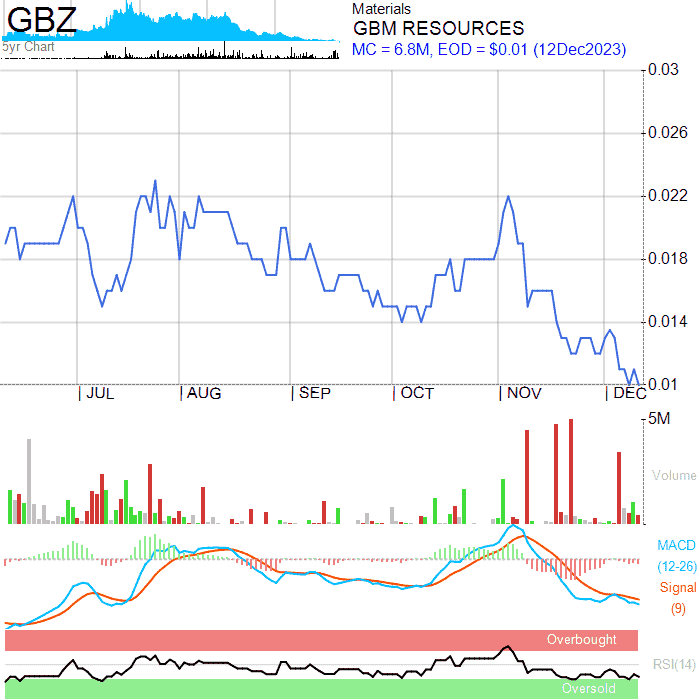 GBZ
Materials
GBM RESOURCES
MC = 6.8M, EOD = $0.01 (12Dec2023)
5yr Chart
0.03
0.026
0.022
0.018
0.014
0.01
JUL
AUG
SEP
OCT
NOV
DEC
5M
Volume
MACD
(12-26)
Signal
(9)
Overbought
RSI(14)
Oversold